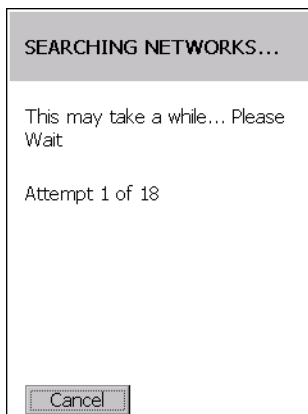 SEARCHING NETWORKS...
This may take a while... Please
Wait
Attempt 1 of 18
Cancel